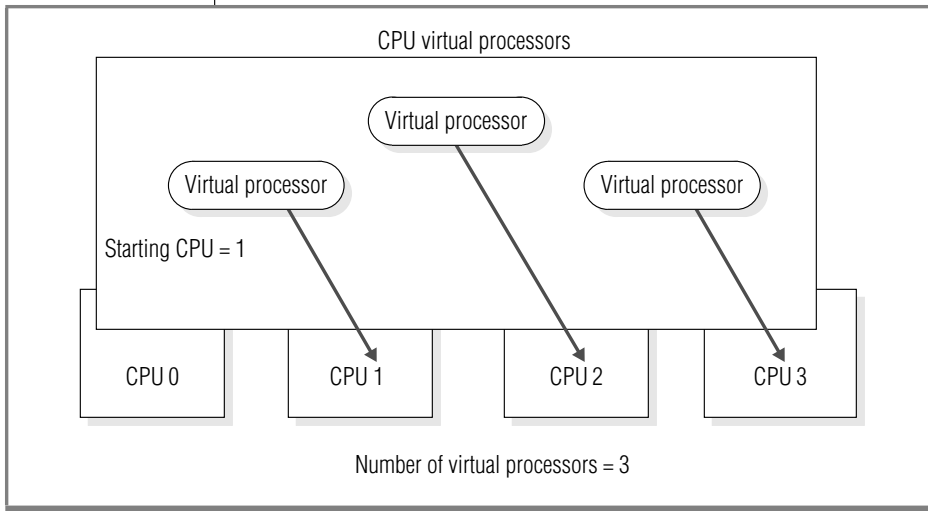 CPU virtual processors
Virtual processor
Virtual processor
Virtual processor
Starting CPU = 1
CPU 0
CPU 1
CPU 2
CPU 3
Number of virtual processors = 3